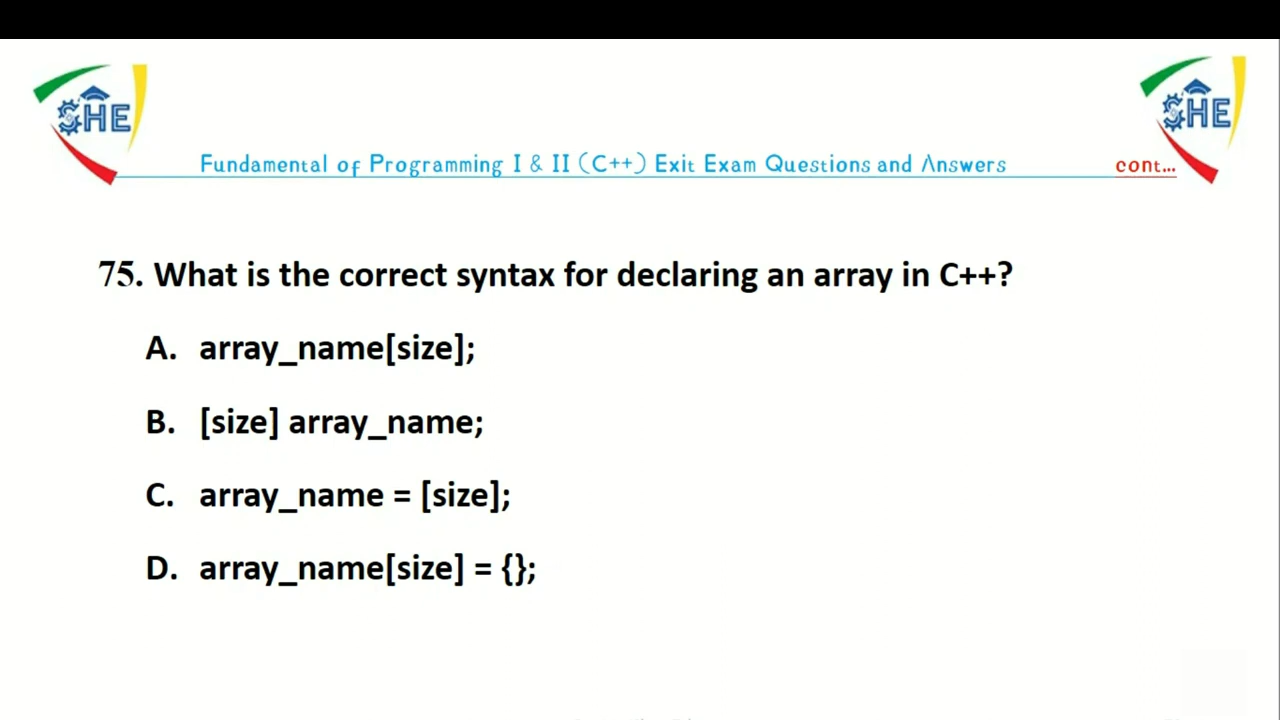 SHE
SHE
Fundamental of Programming I & II (C++) Exit Exam Questions and Answers cont...
75. What is the correct syntax for declaring an array in C++?
A. array_name[size];
B. [size] array_name;
C. array_name = [size];
D. array_name[size] = {};